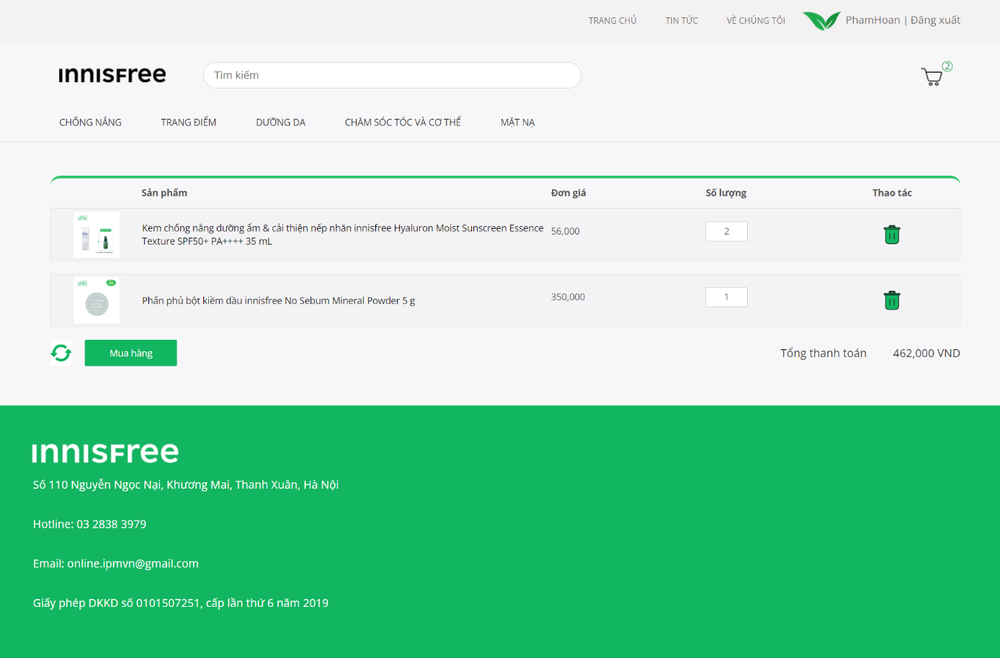 TRANG CHỦ TIN TỨC VỀ CHÚNG TÔI PhamHoan | Đăng xuất
INNISFree Tìm kiếm 2
CHỐNG NẮNG TRANG ĐIỂM DƯỠNG DA CHĂM SÓC TÓC VÀ CƠ THỂ MẶT NẠ
Sản phẩm Đơn giá Số lượng Thao tác
Kem chống nắng dưỡng ẩm & cải thiện nếp nhăn innisfree Hyaluron Moist Sunscreen Essence 56,000 2
Texture SPF50+ PA++++ 35 mL
Phấn phủ bột kiềm dầu innisfree No Sebum Mineral Powder 5 g 350,000 1
Mua hàng Tổng thanh toán 462,000 VND
INNISFree
Số 110 Nguyễn Ngọc Nại, Khương Mai, Thanh Xuân, Hà Nội
Hotline: 03 2838 3979
Email: online.ipmvn@gmail.com
Giấy phép DKKD số 0101507251, cấp lần thứ 6 năm 2019